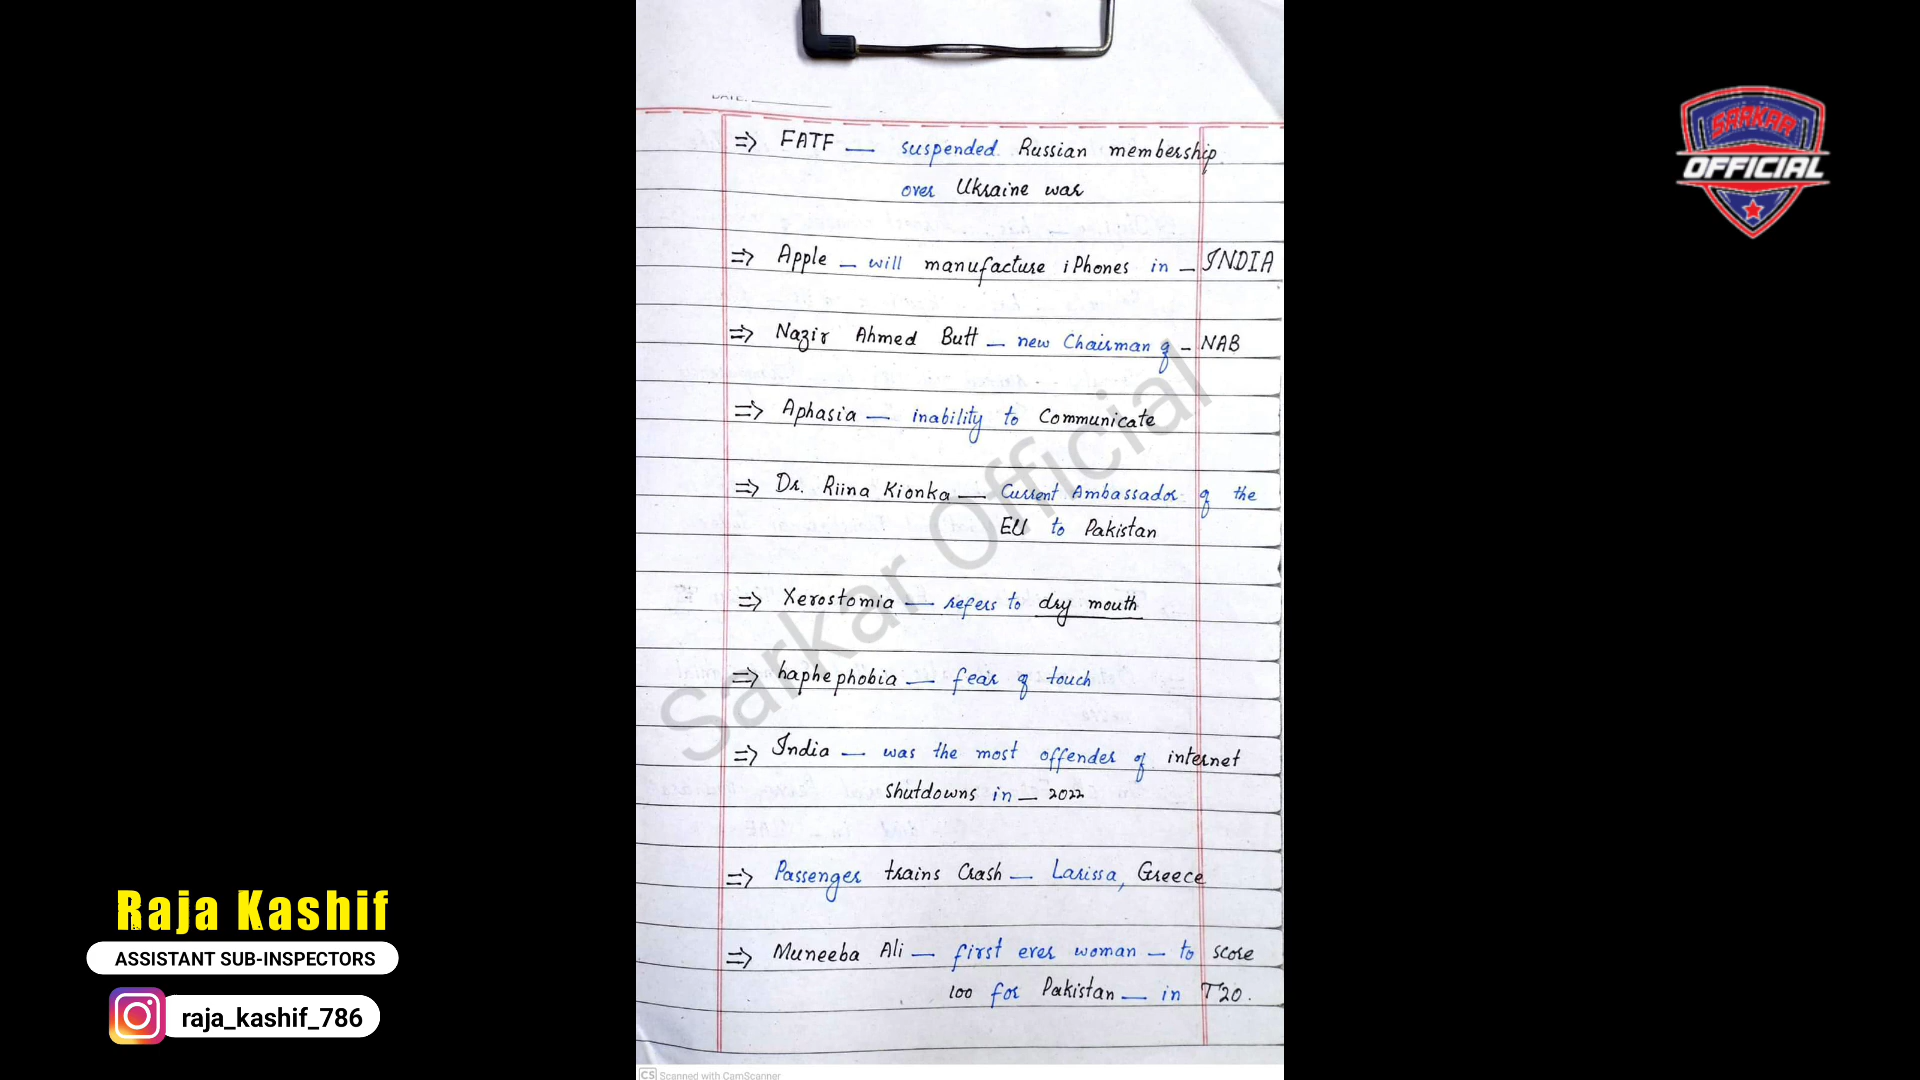 DATE:
⇒ FATF — suspended Russian membership
over Ukraine war
⇒ Apple — will manufacture iPhones in — INDIA
⇒ Nazir Ahmed Butt — new Chairman of — NAB
⇒ Aphasia — inability to Communicate
⇒ Dr. Riina Kionka — Current Ambassador of the
EU to Pakistan
⇒ Xerostomia — refers to dry mouth
⇒ haphephobia — fear of touch
⇒ India — was the most offender of internet
shutdowns in — 2022
⇒ Passenger trains Crash — Larissa, Greece
⇒ Muneeba Ali — first ever woman — to score
100 for Pakistan — in T20.
Sarkar Official
CS Scanned with CamScanner
SARKAR
OFFICIAL
Raja Kashif
ASSISTANT SUB-INSPECTORS
raja_kashif_786